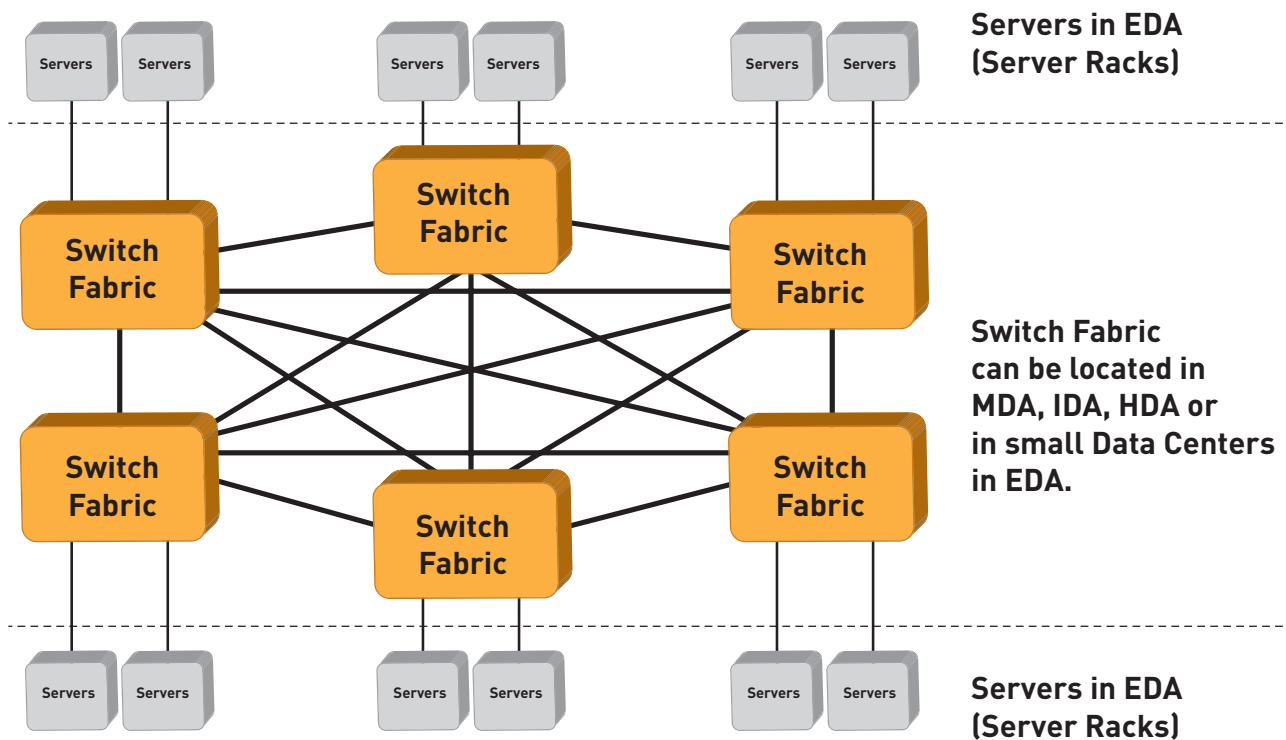 Servers
Servers
Servers
Servers
Servers
Servers
Servers in EDA
(Server Racks)
Switch
Fabric
Switch
Fabric
Switch
Fabric
Switch Fabric
can be located in
MDA, IDA, HDA or
in small Data Centers
in EDA.
Switch
Fabric
Switch
Fabric
Switch
Fabric
Servers
Servers
Servers
Servers
Servers
Servers
Servers in EDA
(Server Racks)